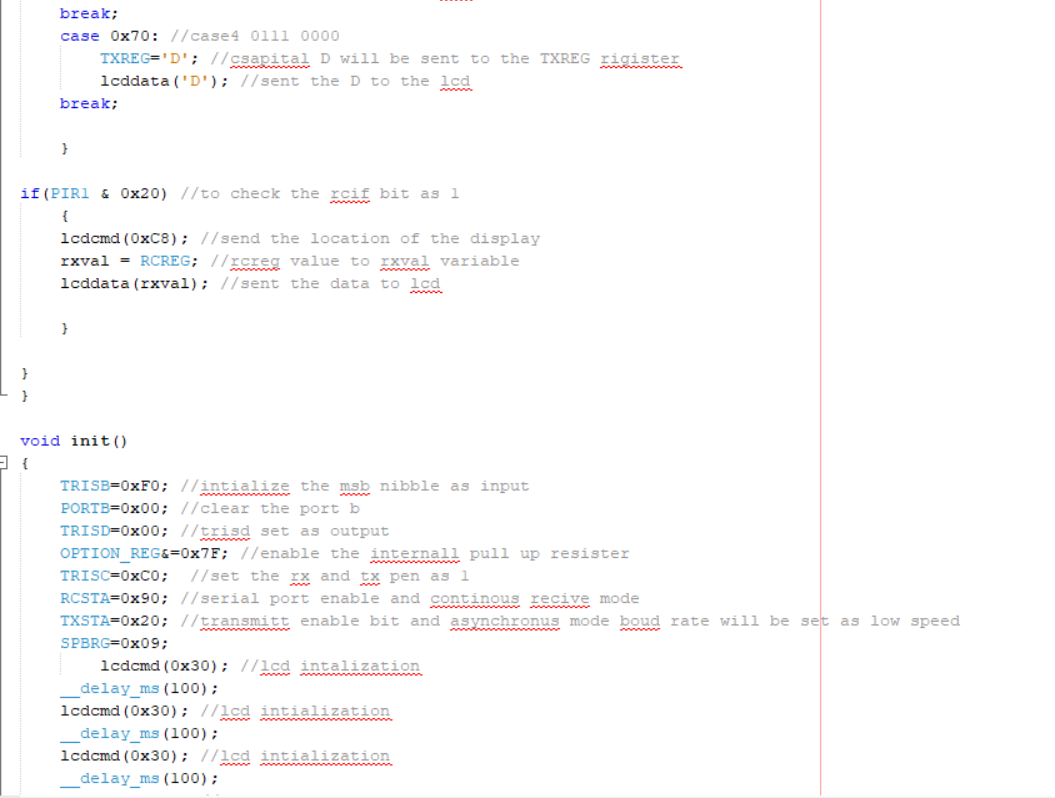 break;
case 0x70: //case4 0111 0000
TXREG='D'; //csapital D will be sent to the TXREG rigister
lcddata('D'); //sent the D to the lcd
break;
}
if(PIR1 & 0x20) //to check the rcif bit as 1
{
lcdcmd(0xC8); //send the location of the display
rxval = RCREG; //rcreg value to rxval variable
lcddata(rxval); //sent the data to lcd
}
}
}
void init()
{
TRISB=0xF0; //intialize the msb nibble as input
PORTB=0x00; //clear the port b
TRISD=0x00; //trisd set as output
OPTION_REG&=0x7F; //enable the internall pull up resister
TRISC=0xC0;  //set the rx and tx pen as 1
RCSTA=0x90; //serial port enable and continous recive mode
TXSTA=0x20; //transmitt enable bit and asynchronus mode boud rate will be set as low speed
SPBRG=0x09;
lcdcmd(0x30); //lcd intalization
__delay_ms(100);
lcdcmd(0x30); //lcd intialization
__delay_ms(100);
lcdcmd(0x30); //lcd intialization
__delay_ms(100);